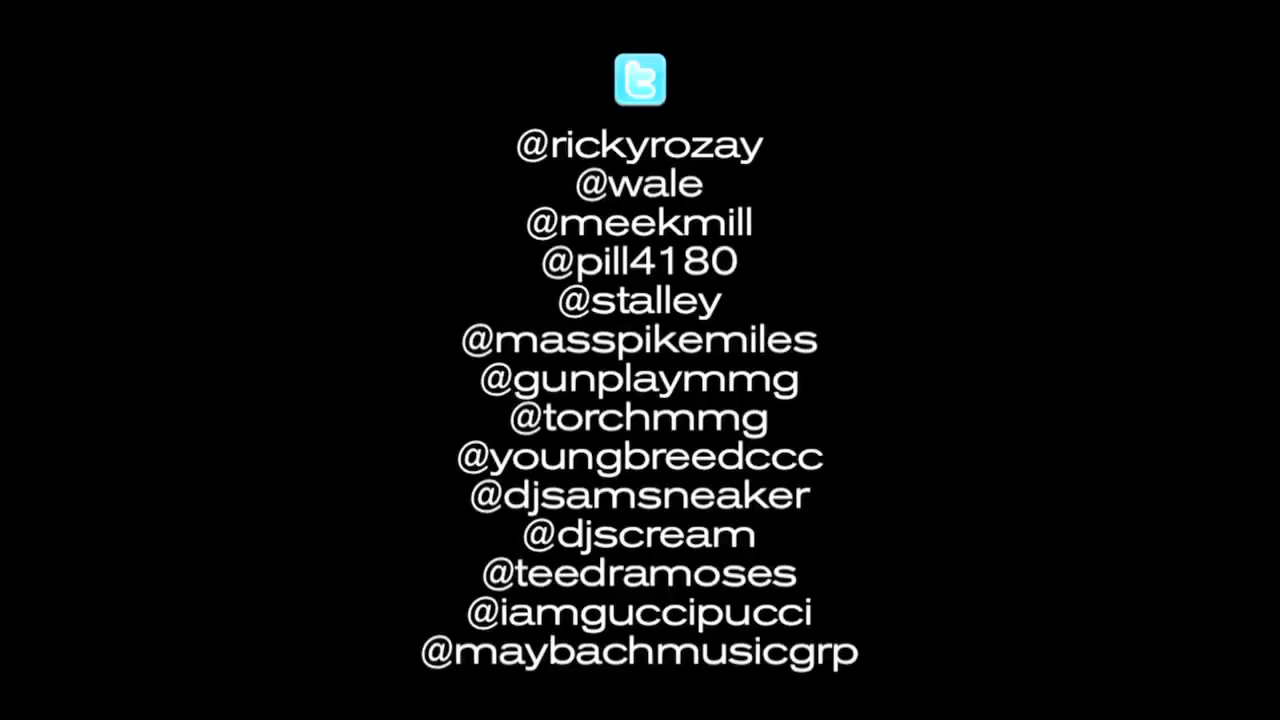 @rickyrozay
@wale
@meekmill
@pill4180
@stalley
@masspikemiles
@gunplaymmg
@torchmmg
@youngbreedccc
@djsamsneaker
@djscream
@teedramoses
@iamguccipucci
@maybachmusicgrp